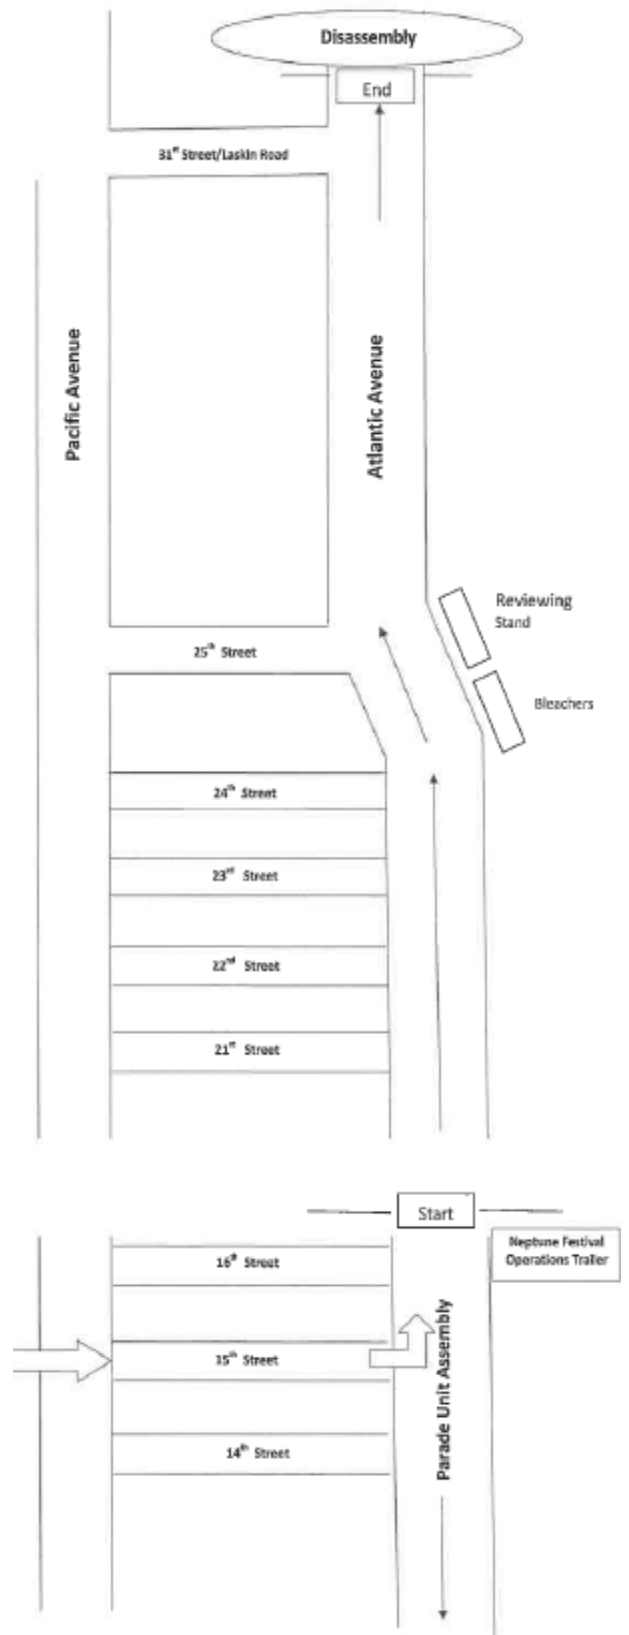 Disassembly
End
31st Street/Laskin Road
Pacific Avenue
Atlantic Avenue
Reviewing
Stand
25th Street
Bleachers
24th Street
23rd Street
22nd Street
21st Street
Start
Neptune Festival
Operations Trailer
16th Street
15th Street
Parade Unit Assembly
14th Street